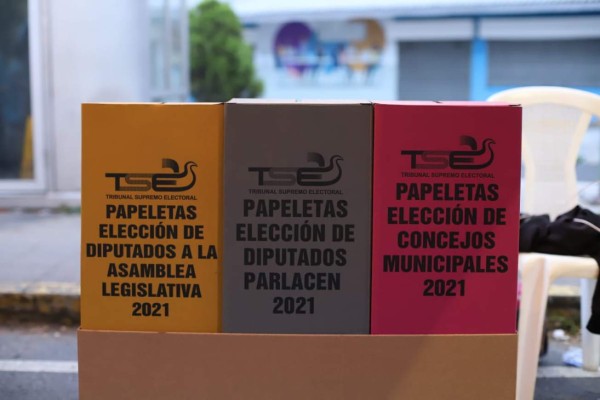 TSE
TRIBUNAL SUPREMO ELECTORAL
PAPELETAS
ELECCIÓN DE
DIPUTADOS A LA
ASAMBLEA
LEGISLATIVA
2021
TSE
TRIBUNAL SUPREMO ELECTORAL
PAPELETAS
ELECCIÓN DE
DIPUTADOS
PARLACEN
2021
TSE
TRIBUNAL SUPREMO ELECTORAL
PAPELETAS
ELECCIÓN DE
CONCEJOS
MUNICIPALES
2021